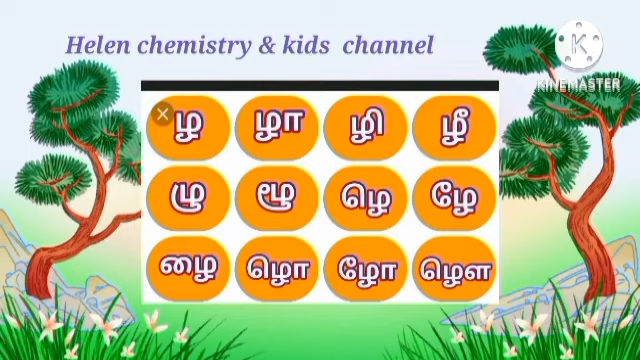 Helen chemistry & kids channel
K
KINEMASTER
ழ ழா ழி ழீ
ழு ழூ ழெ ழே
ழை ழொ ழோ ழௌ